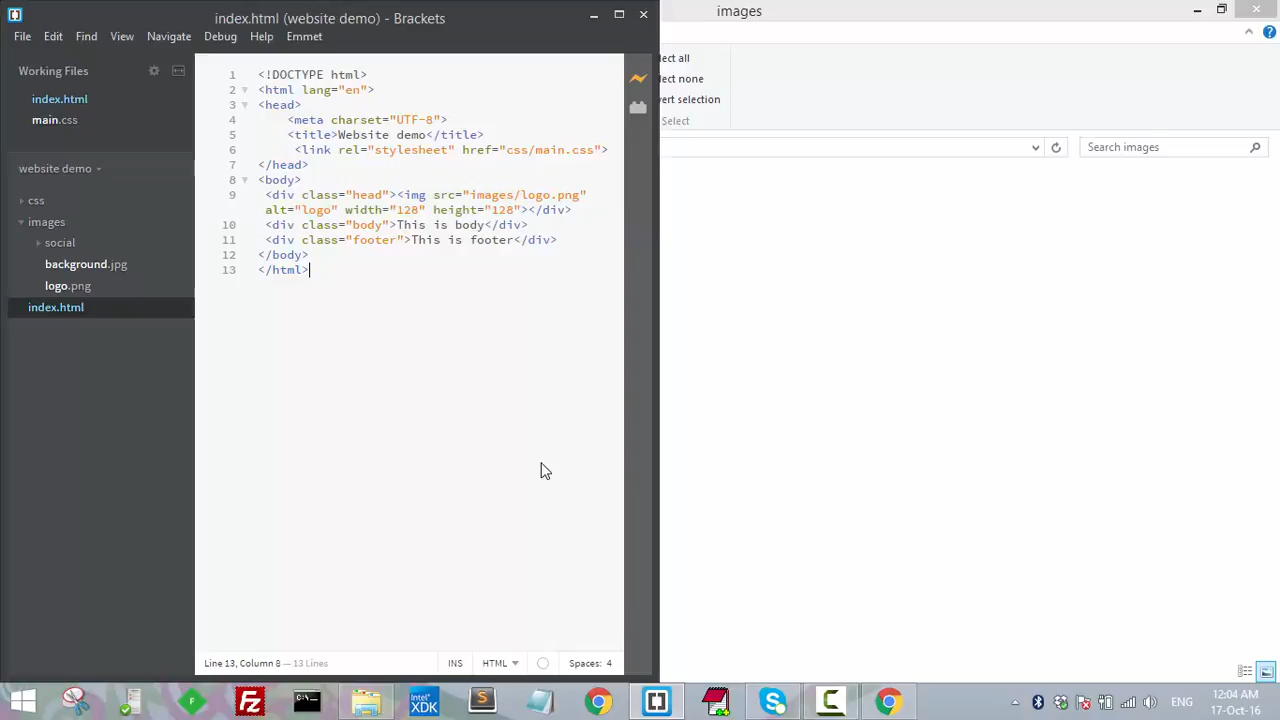 index.html (website demo) - Brackets
images
File Edit Find View Navigate Debug Help Emmet
Working Files
index.html
main.css
website demo
css
images
social
background.jpg
logo.png
index.html
1 <!DOCTYPE html>
2 <html lang="en">
3 <head>
4 <meta charset="UTF-8">
5 <title>Website demo</title>
6 <link rel="stylesheet" href="css/main.css">
7 </head>
8 <body>
9 <div class="head"><img src="images/logo.png"
alt="logo" width="128" height="128"></div>
10 <div class="body">This is body</div>
11 <div class="footer">This is footer</div>
12 </body>
13 </html>
Line 13, Column 8 — 13 Lines
INS HTML Spaces: 4
lect all
lect none
vert selection
Select
Search images
Intel
XDK
ENG
12:04 AM
17-Oct-16